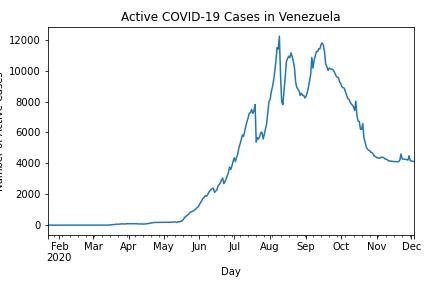 Active COVID-19 Cases in Venezuela
Number of Active Cases
12000
10000
8000
6000
4000
2000
0
Feb Mar Apr May Jun Jul Aug Sep Oct Nov Dec
2020
Day